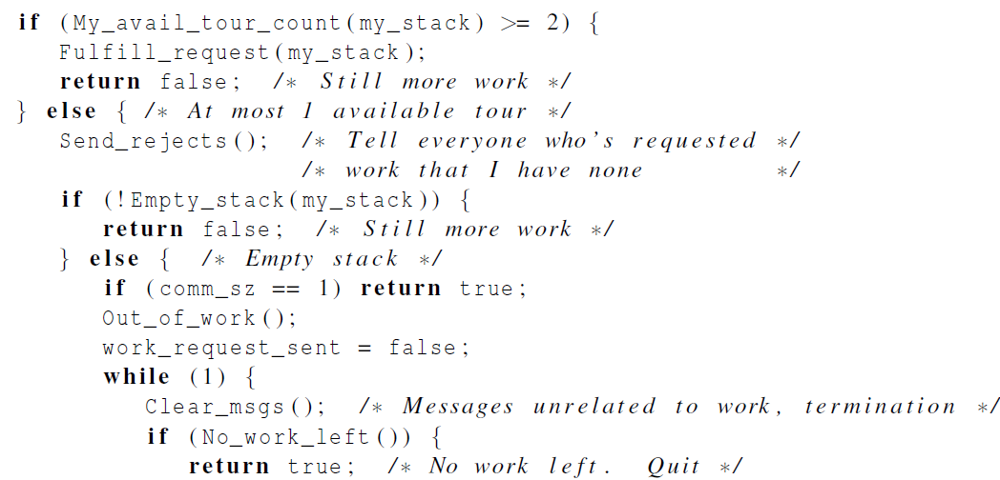 if (My_avail_tour_count(my_stack) >= 2) {
   Fulfill_request(my_stack);
   return false;  /* Still more work */
} else { /* At most 1 available tour */
   Send_rejects();  /* Tell everyone who's requested */
                    /* work that I have none         */
   if (!Empty_stack(my_stack)) {
      return false;  /* Still more work */
   } else {  /* Empty stack */
      if (comm_sz == 1) return true;
      Out_of_work();
      work_request_sent = false;
      while (1) {
         Clear_msgs();  /* Messages unrelated to work, termination */
         if (No_work_left()) {
            return true;  /* No work left.  Quit */